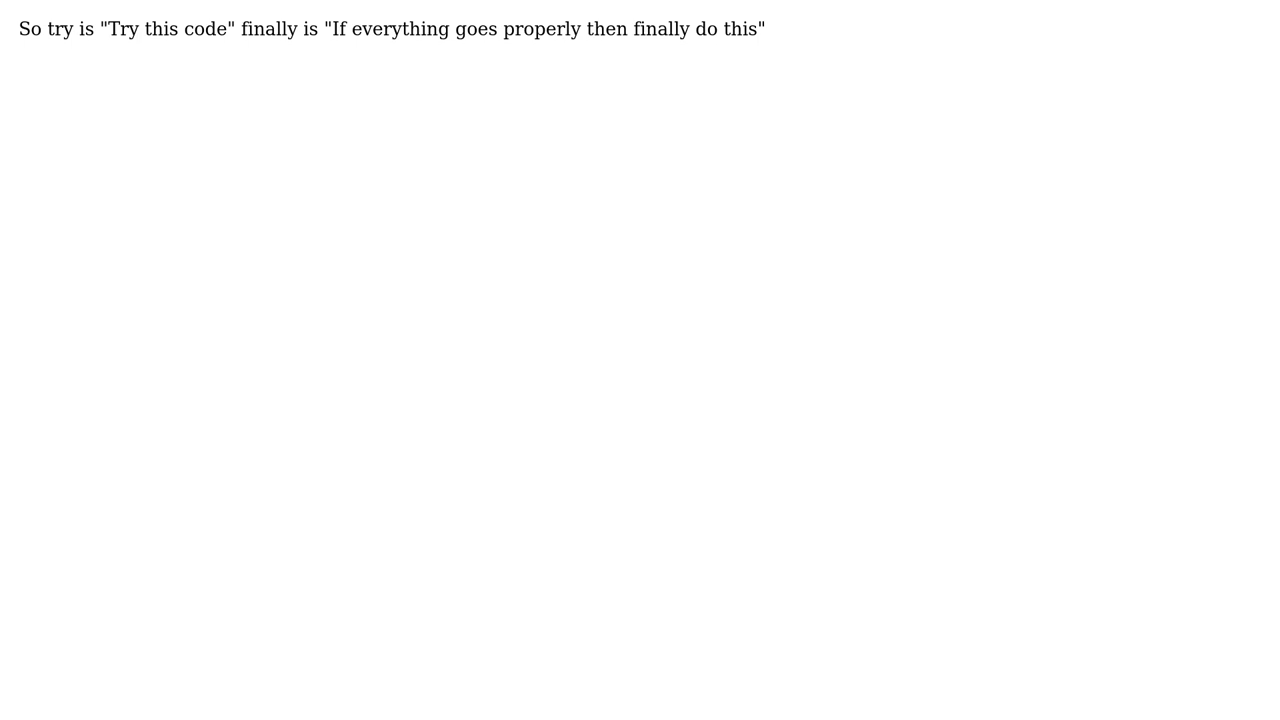 So try is "Try this code" finally is "If everything goes properly then finally do this"